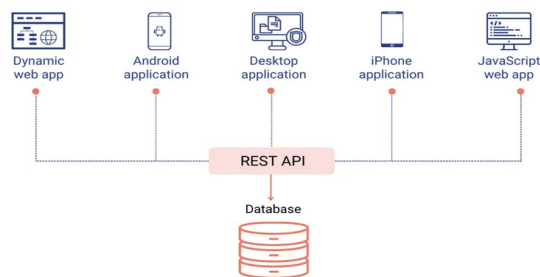 Dynamic
web app
Android
application
Desktop
application
iPhone
application
JavaScript
web app
REST API
Database